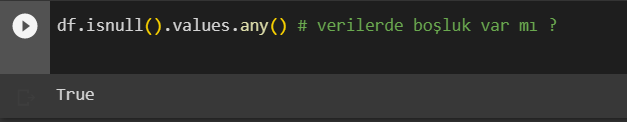 df.isnull().values.any() # verilerde boşluk var mı ?
True